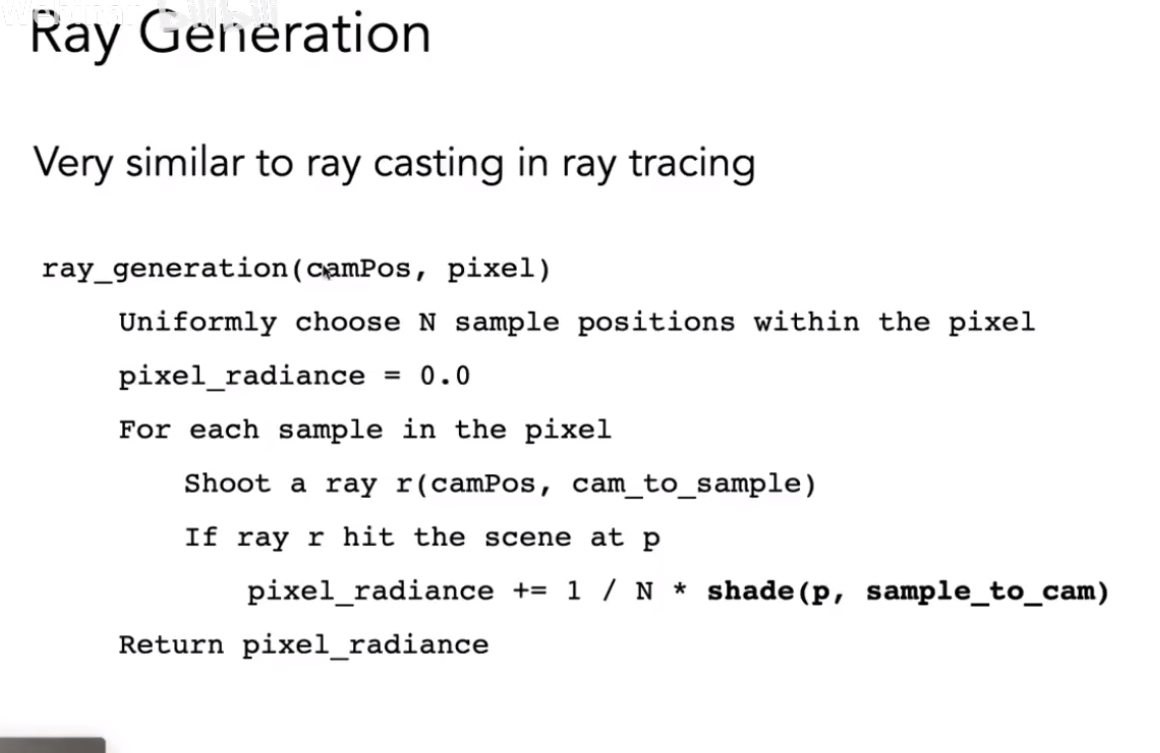 Ray Generation
Very similar to ray casting in ray tracing
ray_generation(camPos, pixel)
Uniformly choose N sample positions within the pixel
pixel_radiance = 0.0
For each sample in the pixel
Shoot a ray r(camPos, cam_to_sample)
If ray r hit the scene at p
pixel_radiance += 1 / N * shade(p, sample_to_cam)
Return pixel_radiance